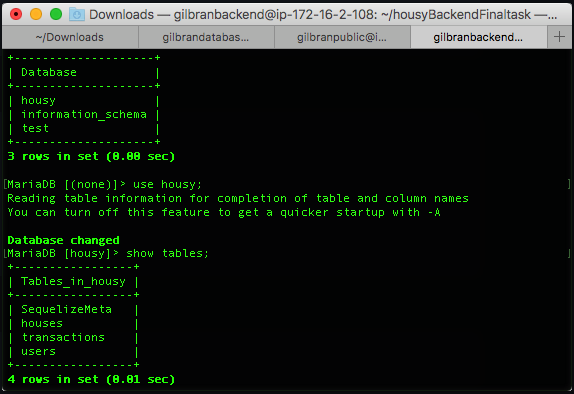 Downloads — gilbranbackend@ip-172-16-2-108: ~/housyBackendFinaltask —...
~/Downloads
gilbrandatabas...
gilbranpublic@i...
gilbranbackend...
+
+---------------------+
| Database            |
+---------------------+
| housy               |
| information_schema |
| test                |
+---------------------+
3 rows in set (0.00 sec)
[MariaDB [(none)]> use housy; ]
Reading table information for completion of table and column names
You can turn off this feature to get a quicker startup with -A
Database changed
[MariaDB [housy]> show tables; ]
+-----------------+
| Tables_in_housy |
+-----------------+
| SequelizeMeta   |
| houses          |
| transactions    |
| users           |
+-----------------+
4 rows in set (0.01 sec)